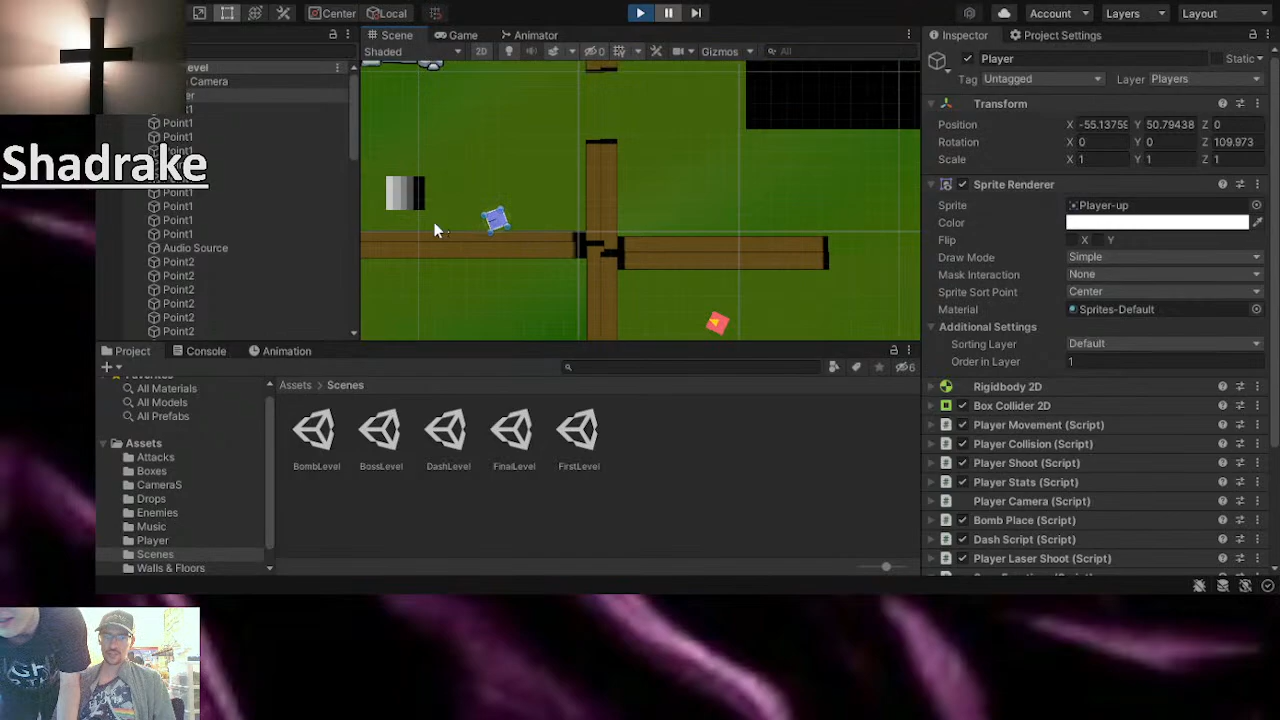 Center
Local
Account
Layers
Layout
Scene
Game
Animator
Inspector
Project Settings
Shaded
2D
0
Gizmos
All
Player
Static
Tag Untagged
Layer Players
Transform
Position X -55.13759 Y 50.79438 Z 0
Rotation X 0 Y 0 Z 109.973
Scale X 1 Y 1 Z 1
Sprite Renderer
Sprite Player-up
Color
Flip X Y
Draw Mode Simple
Mask Interaction None
Sprite Sort Point Center
Material Sprites-Default
Additional Settings
Sorting Layer Default
Order in Layer 1
Rigidbody 2D
Box Collider 2D
Player Movement (Script)
Player Collision (Script)
Player Shoot (Script)
Player Stats (Script)
Player Camera (Script)
Bomb Place (Script)
Dash Script (Script)
Player Laser Shoot (Script)
Shadrake
evel
Camera
er
Point1
Point1
Point1
Point1
Point1
Audio Source
Point2
Point2
Point2
Point2
Point2
Point2
Project
Console
Animation
6
All Materials
All Models
All Prefabs
Assets
Attacks
Boxes
CameraS
Drops
Enemies
Music
Player
Scenes
Walls & Floors
Assets > Scenes
BombLevel
BossLevel
DashLevel
FinalLevel
FirstLevel